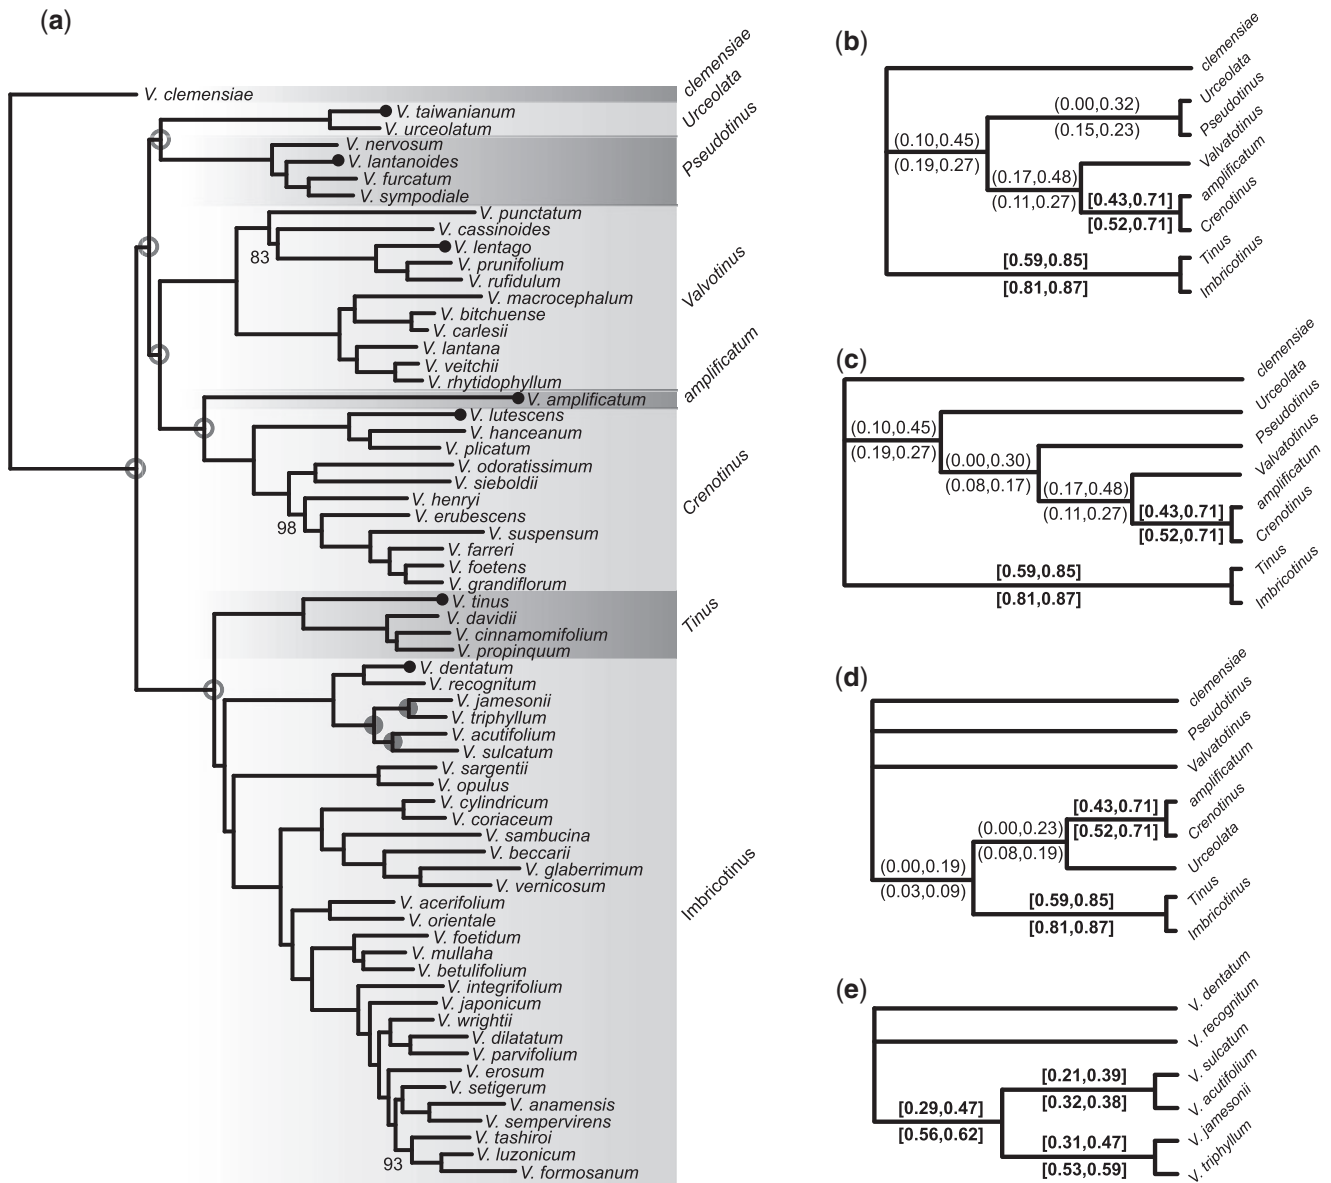 (a)
V. clemensiae
V. taiwanianum
V. urceolatum
V. nervosum
V. lantanoides
V. furcatum
V. sympodiale
V. punctatum
V. cassinoides
83
V. lentago
V. prunifolium
V. rufidulum
V. macrocephalum
V. bitchuense
V. carlesii
V. lantana
V. veitchii
V. rhytidophyllum
V. amplificatum
V. lutescens
V. hanceanum
V. plicatum
V. odoratissimum
V. sieboldii
V. henryi
V. erubescens
98
V. suspensum
V. farreri
V. foetens
V. grandiflorum
V. tinus
V. davidii
V. cinnamomifolium
V. propinquum
V. dentatum
V. recognitum
V. jamesonii
V. triphyllum
V. acutifolium
V. sulcatum
V. sargentii
V. opulus
V. cylindricum
V. coriaceum
V. sambucina
V. beccarii
V. glaberrimum
V. vernicosum
V. acerifolium
V. orientale
V. foetidum
V. mullaha
V. betulifolium
V. integrifolium
V. japonicum
V. wrightii
V. dilatatum
V. parvifolium
V. erosum
V. setigerum
V. anamensis
V. sempervirens
V. tashiroi
93
V. luzonicum
V. formosanum
clemensiae
Urceolata
Pseudotinus
Valvotinus
amplificatum
Crenotinus
Tinus
Imbricotinus
(b)
clemensiae
Urceolata
(0.00,0.32)
(0.15,0.23)
Pseudotinus
(0.10,0.45)
(0.19,0.27)
Valvatotinus
(0.17,0.48)
(0.11,0.27)
amplificatum
[0.43,0.71]
[0.52,0.71]
Crenotinus
Tinus
[0.59,0.85]
[0.81,0.87]
Imbricotinus
(c)
clemensiae
Urceolata
(0.10,0.45)
(0.19,0.27)
Pseudotinus
(0.00,0.30)
(0.08,0.17)
Valvatotinus
(0.17,0.48)
(0.11,0.27)
amplificatum
[0.43,0.71]
[0.52,0.71]
Crenotinus
Tinus
[0.59,0.85]
[0.81,0.87]
Imbricotinus
(d)
clemensiae
Pseudotinus
Valvatotinus
amplificatum
[0.43,0.71]
[0.52,0.71]
Crenotinus
(0.00,0.23)
(0.08,0.19)
Urceolata
(0.00,0.19)
(0.03,0.09)
Tinus
[0.59,0.85]
[0.81,0.87]
Imbricotinus
(e)
V. dentatum
V. recognitum
V. sulcatum
[0.21,0.39]
[0.32,0.38]
V. acutifolium
[0.29,0.47]
[0.56,0.62]
V. jamesonii
[0.31,0.47]
[0.53,0.59]
V. triphyllum